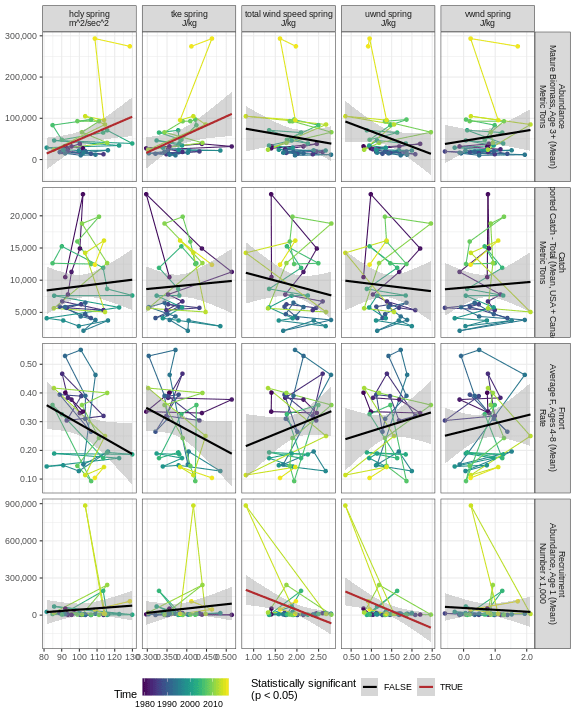 hcly spring
m^2/sec^2
tke spring
J/kg
total wind speed spring
J/kg
uwnd spring
J/kg
vwnd spring
J/kg
300,000
200,000
100,000
0
Abundance
Mature Biomass, Age 3+ (Mean)
Metric Tons
20,000
15,000
10,000
5,000
Catch
ported Catch - Total (Mean, USA + Cana
Metric Tons
0.50
0.40
0.30
0.20
0.10
Fmort
Average F, Ages 4-8 (Mean)
Rate
900,000
600,000
300,000
0
Recruitment
Abundance, Age 1 (Mean)
Number x 1,000
80 90 100 110 120 130
0.300 0.350 0.400 0.450 0.500
1.00 1.50 2.00 2.50
0.50 1.00 1.50 2.00 2.50
0.0 1.0 2.0
Time
1980 1990 2000 2010
Statistically significant
(p < 0.05)
FALSE
TRUE